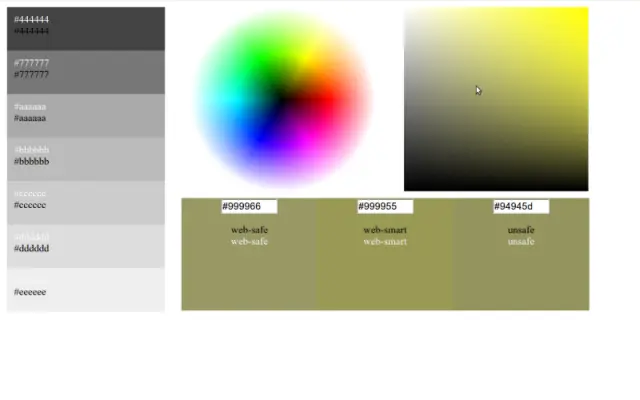 #444444
#444444
#777777
#777777
#aaaaaa
#aaaaaa
#bbbbbb
#bbbbbb
#cccccc
#cccccc
#dddddd
#dddddd
#eeeeee
#999966
#999955
#94945d
web-safe
web-smart
unsafe
web-safe
web-smart
unsafe